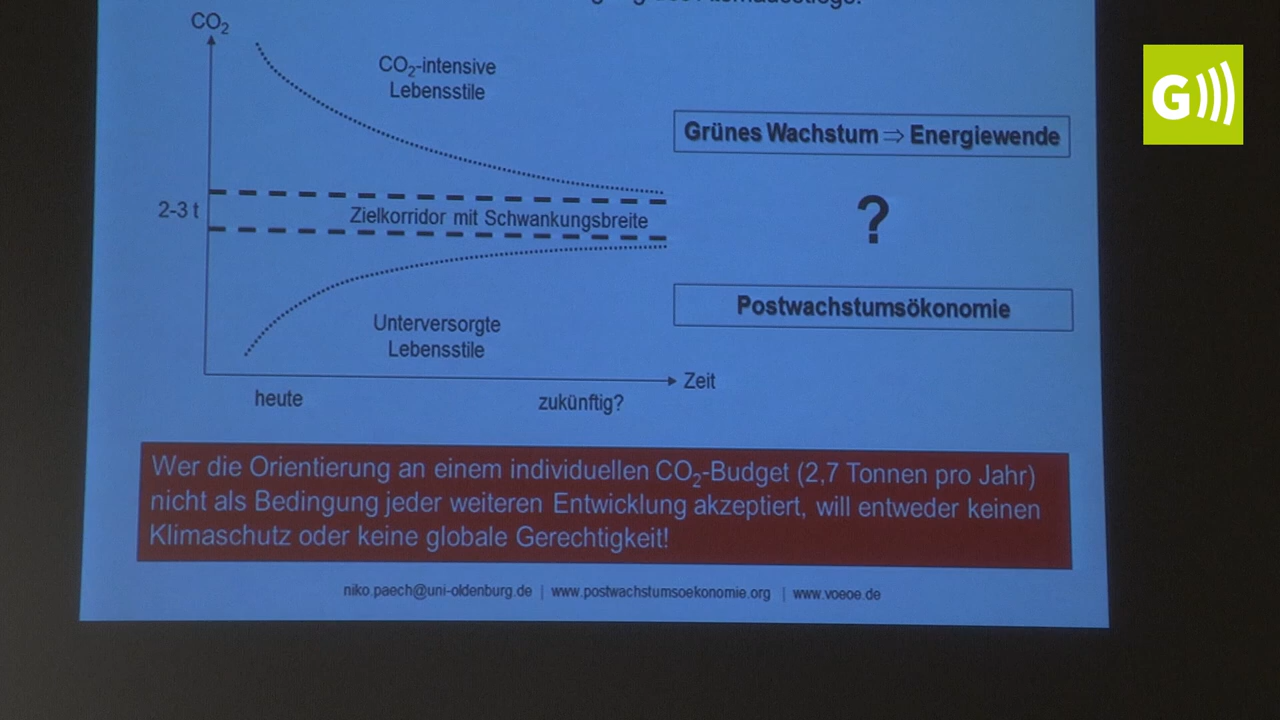 CO₂
CO₂-intensive
Lebensstile
Grünes Wachstum ⇒ Energiewende
2-3 t
Zielkorridor mit Schwankungsbreite
?
Postwachstumsökonomie
Unterversorgte
Lebensstile
Zeit
heute
zukünftig?
Wer die Orientierung an einem individuellen CO₂-Budget (2,7 Tonnen pro Jahr)
nicht als Bedingung jeder weiteren Entwicklung akzeptiert, will entweder keinen
Klimaschutz oder keine globale Gerechtigkeit!
niko.paech@uni-oldenburg.de | www.postwachstumsoekonomie.org | www.voeoe.de
G